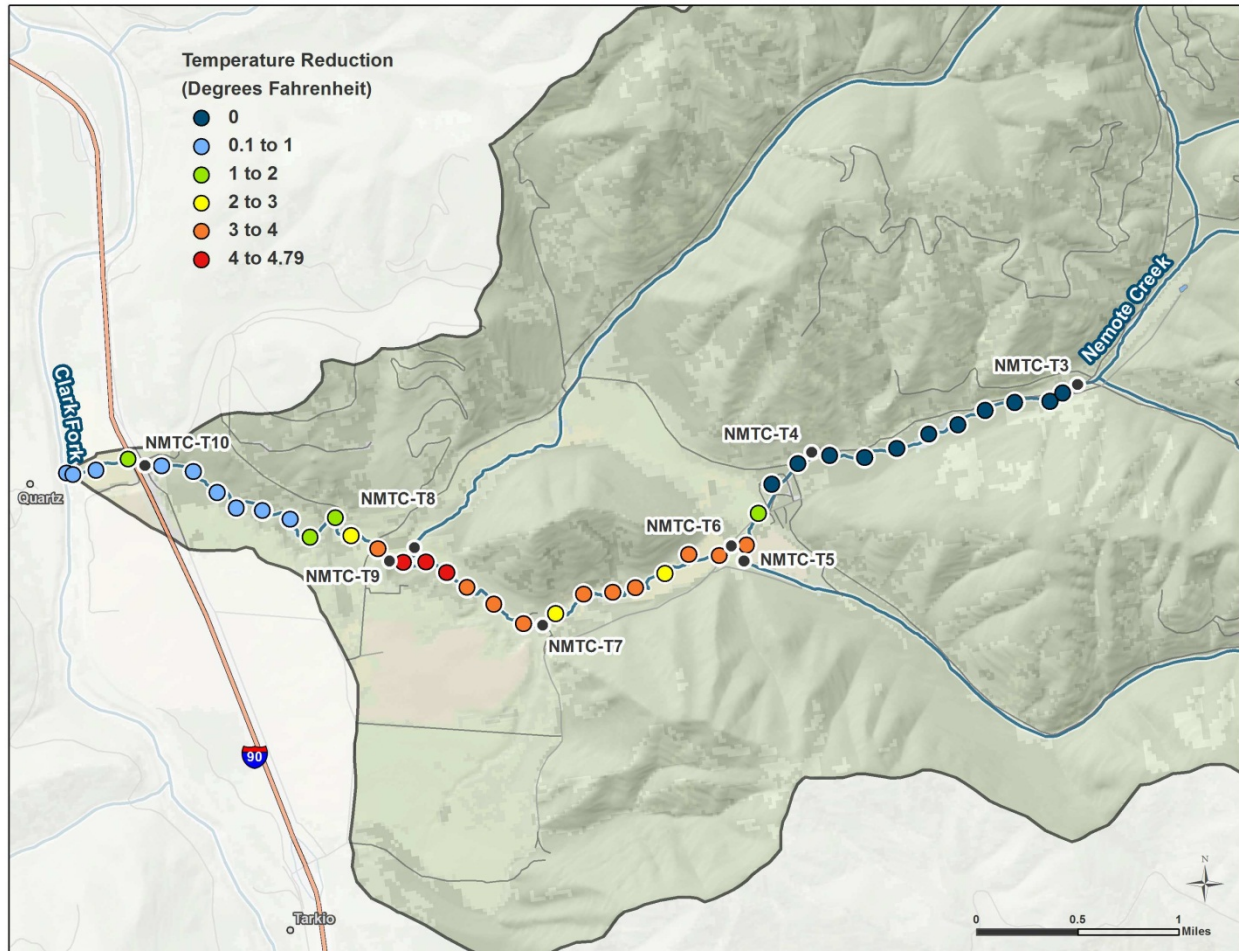 Temperature Reduction
(Degrees Fahrenheit)
0
0.1 to 1
1 to 2
2 to 3
3 to 4
4 to 4.79
Nemote Creek
NMTC-T3
Clark Fork
NMTC-T4
NMTC-T10
Quartz
NMTC-T8
NMTC-T6
NMTC-T9
NMTC-T5
NMTC-T7
90
N
Tarkio
0 0.5 1
Miles